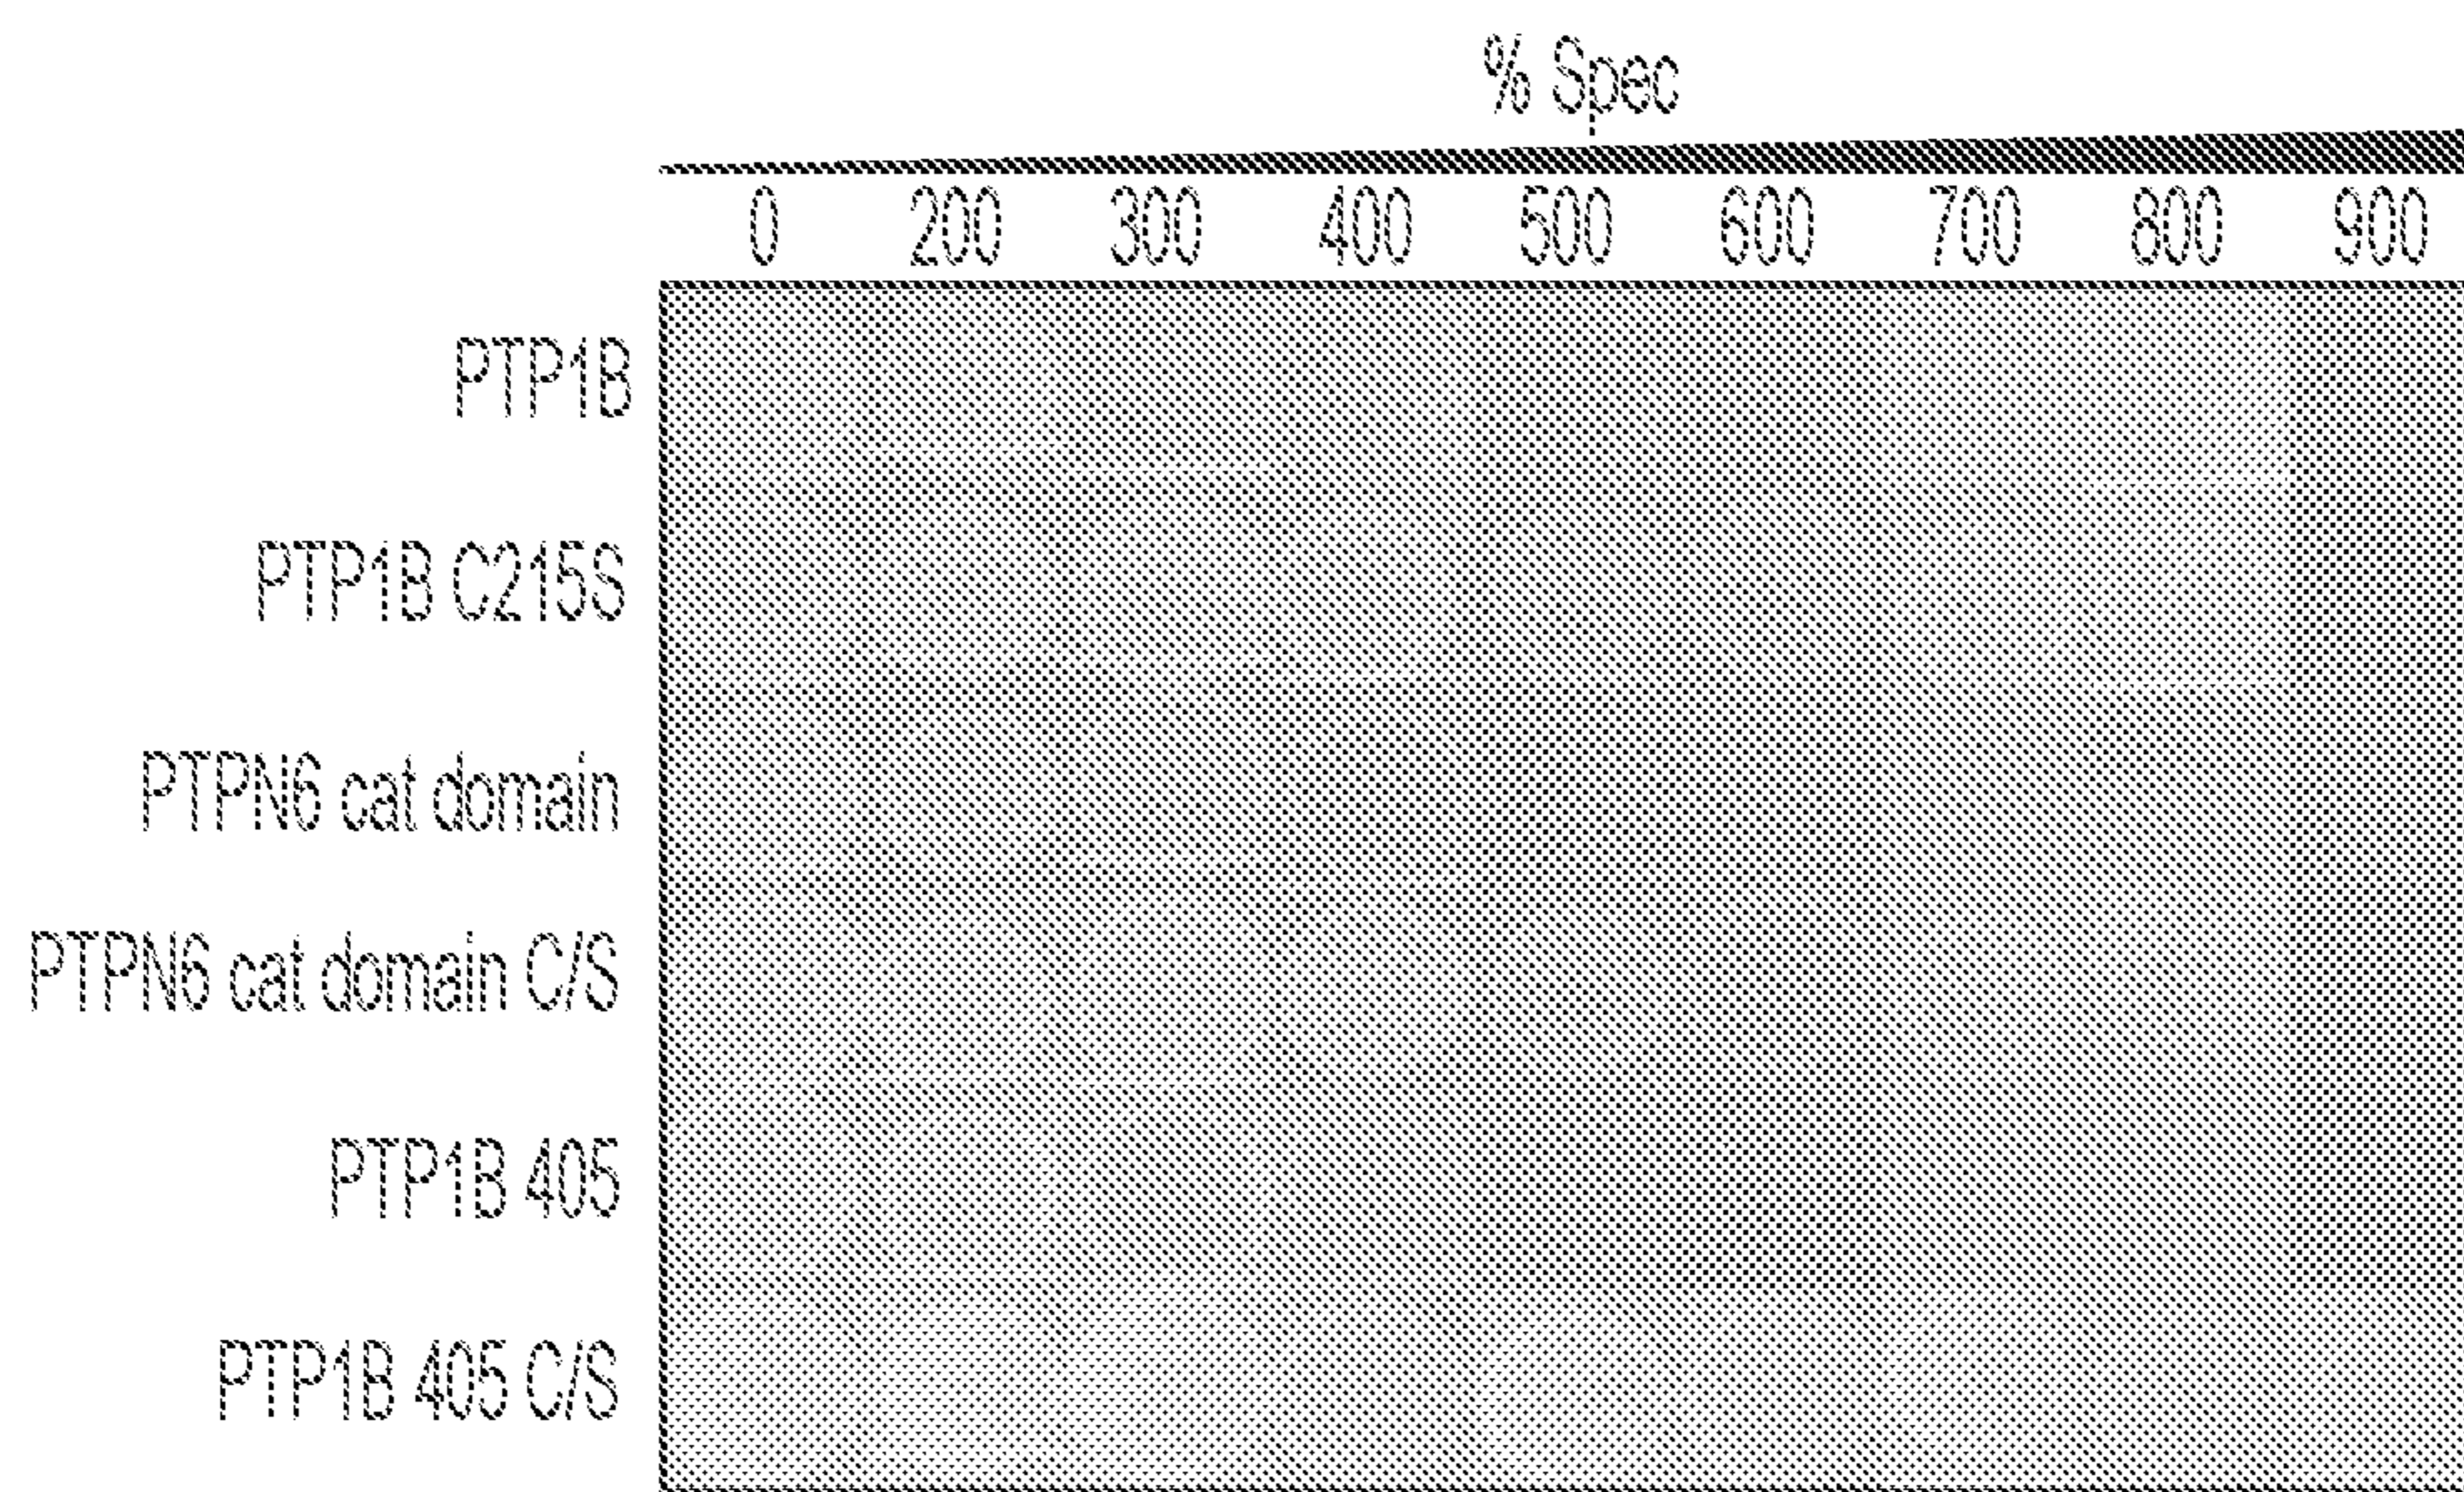 % Spec
0 200 300 400 500 600 700 800 900
PTP1B
PTP1B C215S
PTPN6 cat domain
PTPN6 cat domain C/S
PTP1B 405
PTP1B 405 C/S